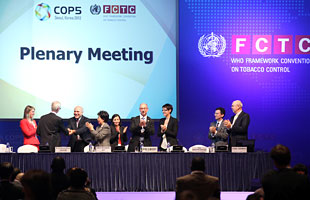 COP5
Seoul, Korea 2012
FCTC
Plenary Meeting
FCTC
WHO FRAMEWORK CONVENTION
ON TOBACCO CONTROL